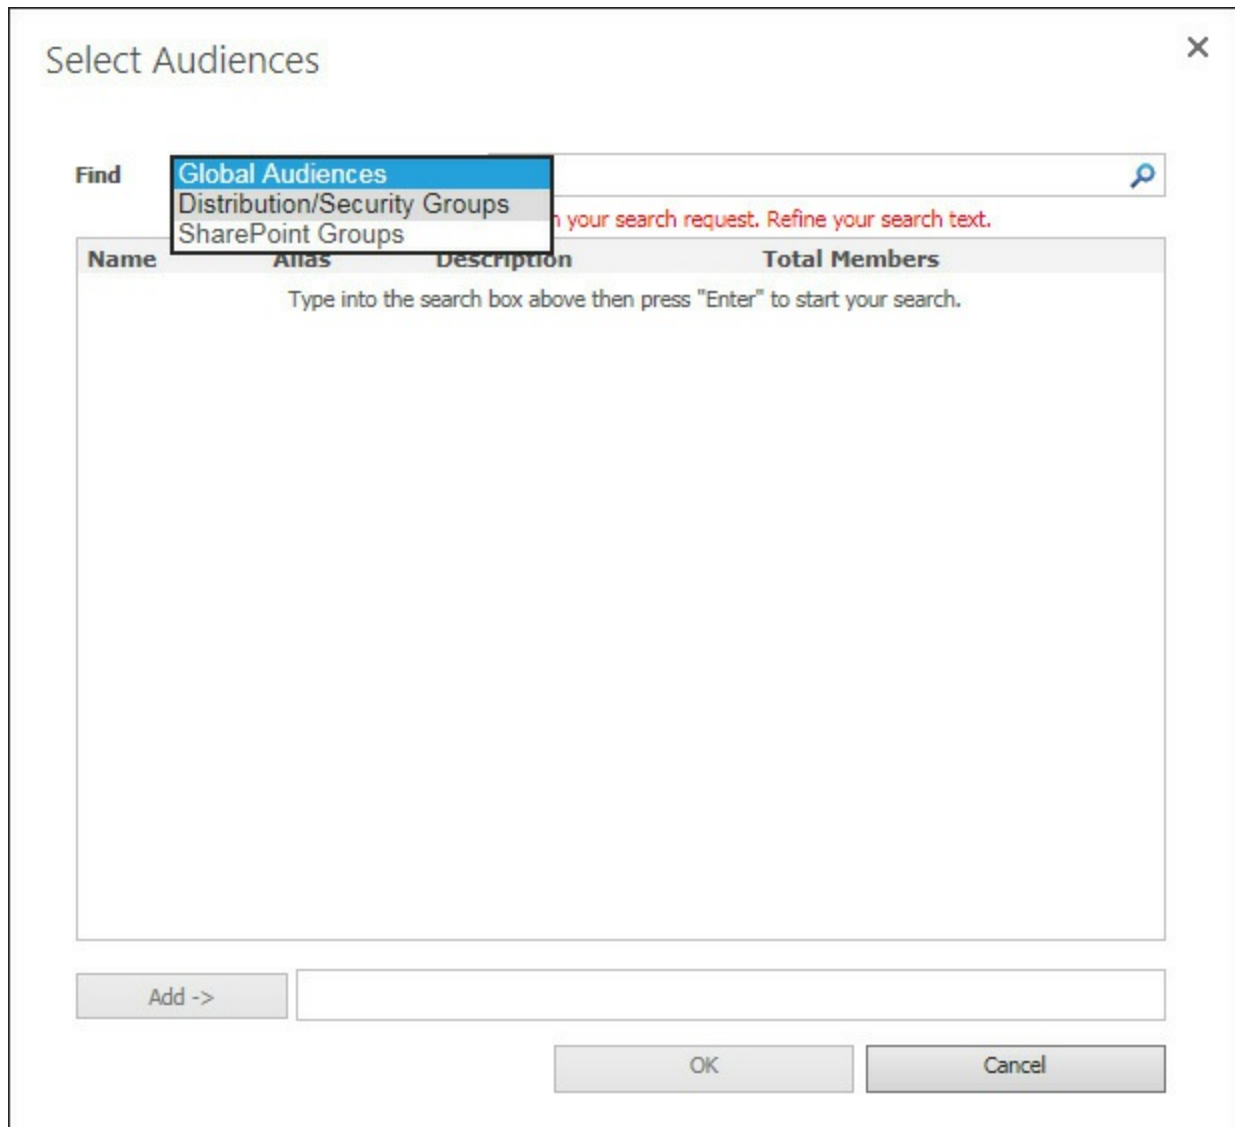 Select Audiences
Find
Global Audiences
Distribution/Security Groups
SharePoint Groups
your search request. Refine your search text.
Name Alias Description Total Members
Type into the search box above then press "Enter" to start your search.
Add ->
OK Cancel